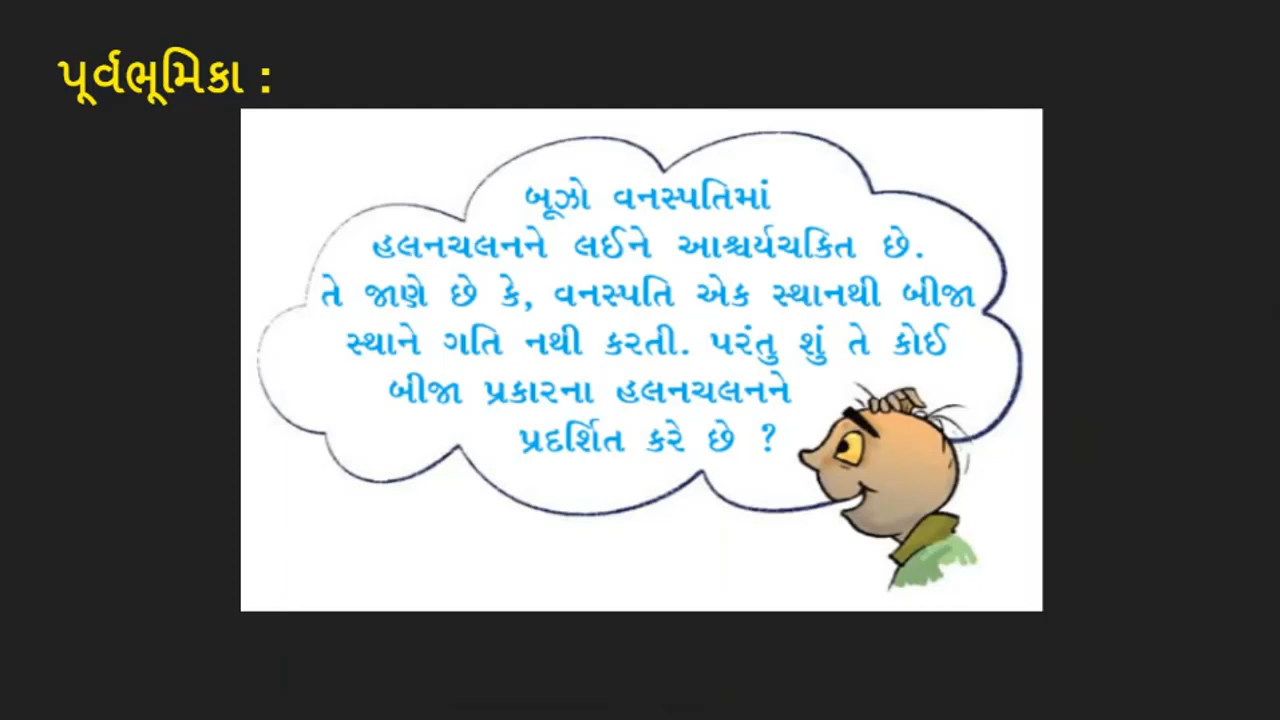 પૂર્વભૂમિકા :
બૂઝો વનસ્પતિમાં
હલનચલનને લઈને આશ્ચર્યચકિત છે.
તે જાણે છે કે, વનસ્પતિ એક સ્થાનથી બીજા
સ્થાને ગતિ નથી કરતી. પરંતુ શું તે કોઈ
બીજા પ્રકારના હલનચલનને
પ્રદર્શિત કરે છે ?